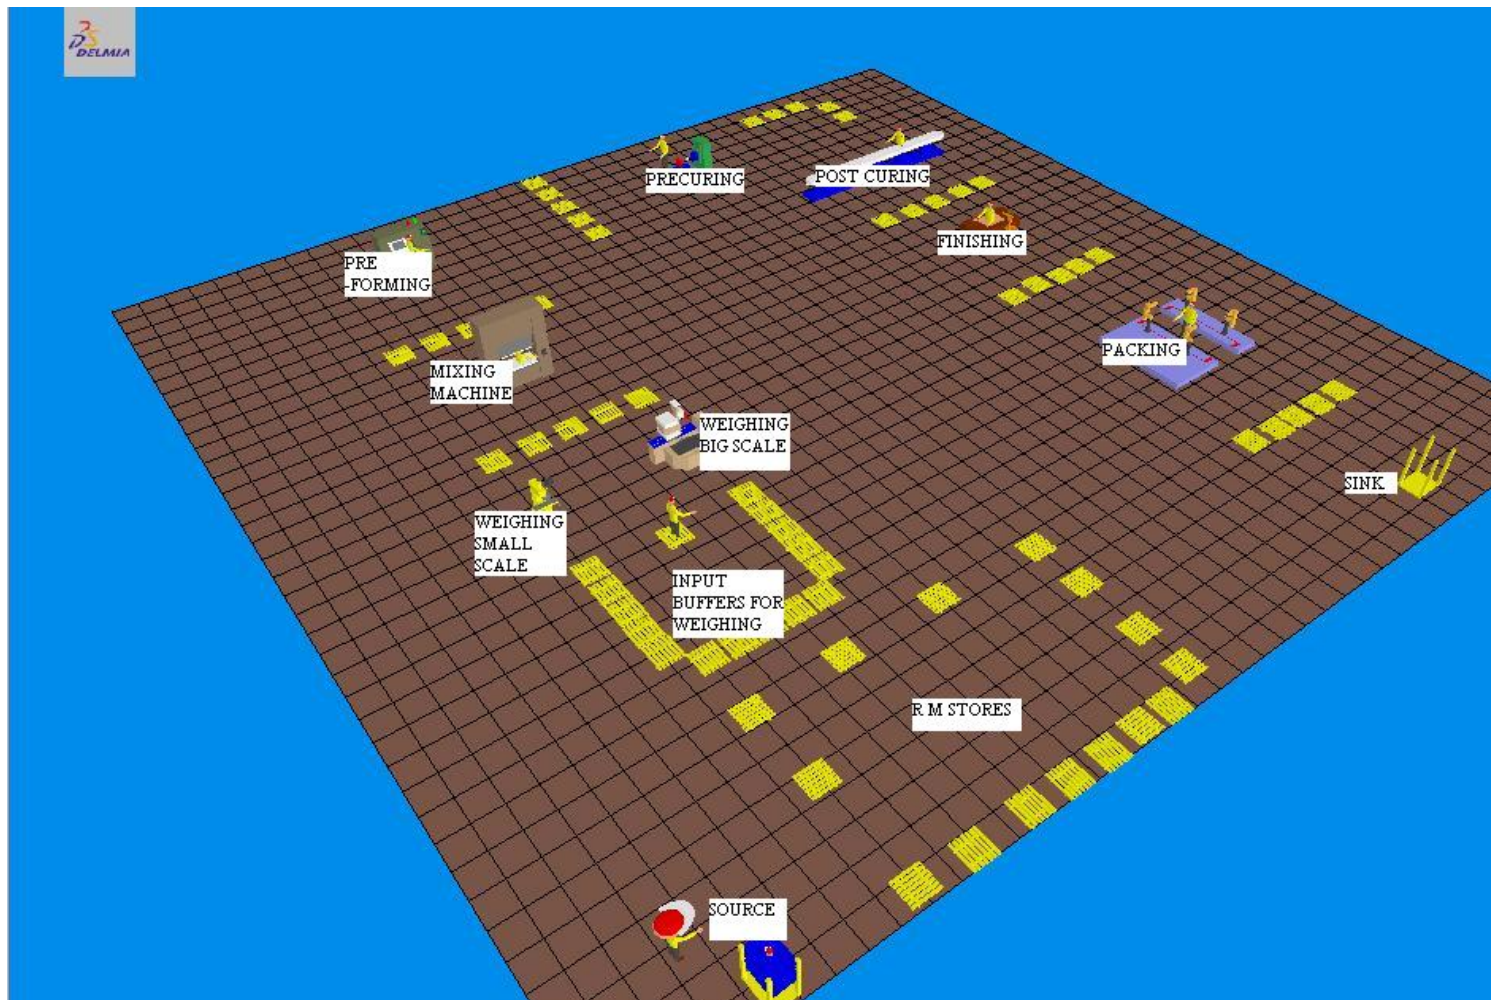 DELMIA
PRECURING
POST CURING
FINISHING
PRE
-FORMING
PACKING
MIXING
MACHINE
WEIGHING
BIG SCALE
SINK
WEIGHING
SMALL
SCALE
INPUT
BUFFERS FOR
WEIGHING
R M STORES
SOURCE